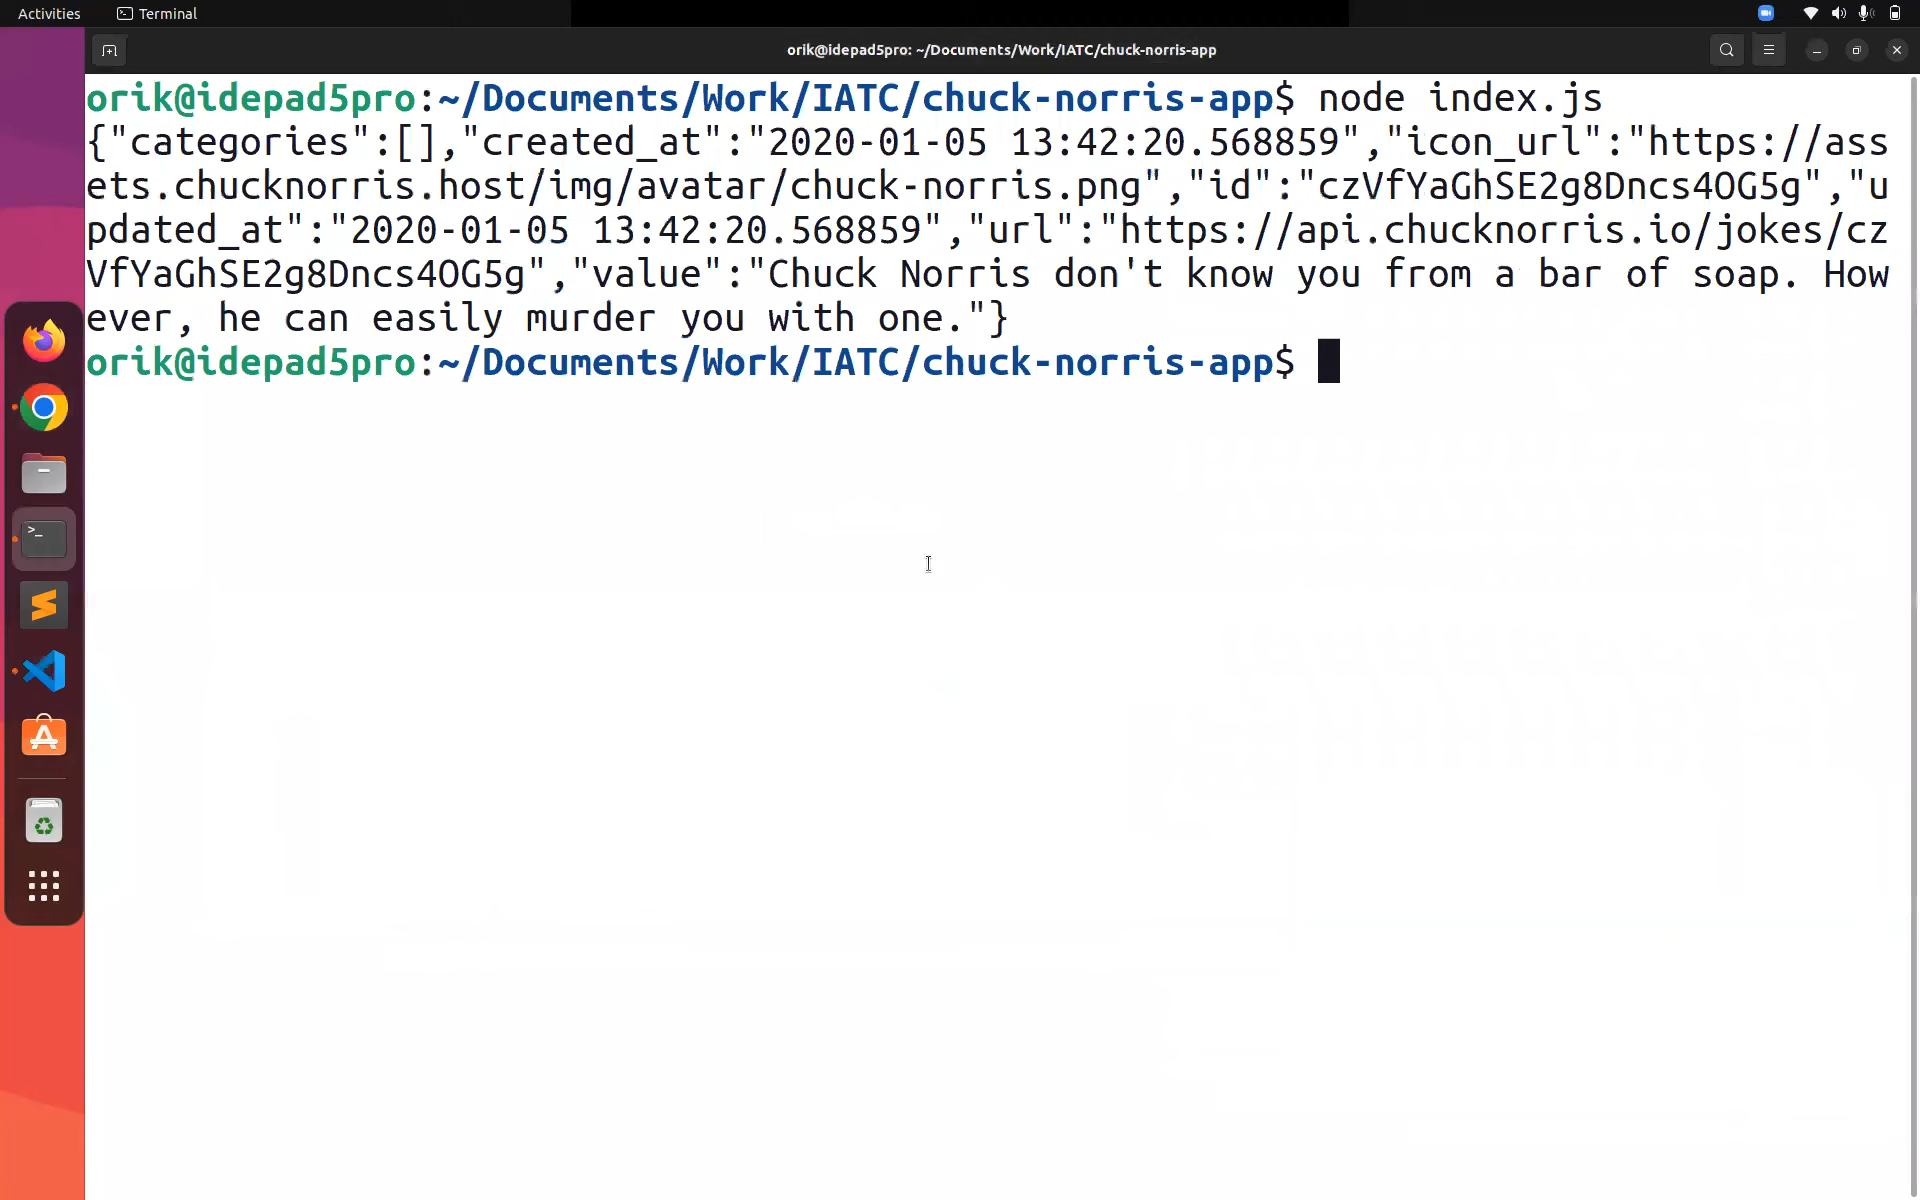 Activities Terminal
orik@idepad5pro: ~/Documents/Work/IATC/chuck-norris-app
orik@idepad5pro:~/Documents/Work/IATC/chuck-norris-app$ node index.js
{"categories":[],"created_at":"2020-01-05 13:42:20.568859","icon_url":"https://ass
ets.chucknorris.host/img/avatar/chuck-norris.png","id":"czVfYaGhSE2g8Dncs4OG5g","u
pdated_at":"2020-01-05 13:42:20.568859","url":"https://api.chucknorris.io/jokes/cz
VfYaGhSE2g8Dncs4OG5g","value":"Chuck Norris don't know you from a bar of soap. How
ever, he can easily murder you with one."}
orik@idepad5pro:~/Documents/Work/IATC/chuck-norris-app$